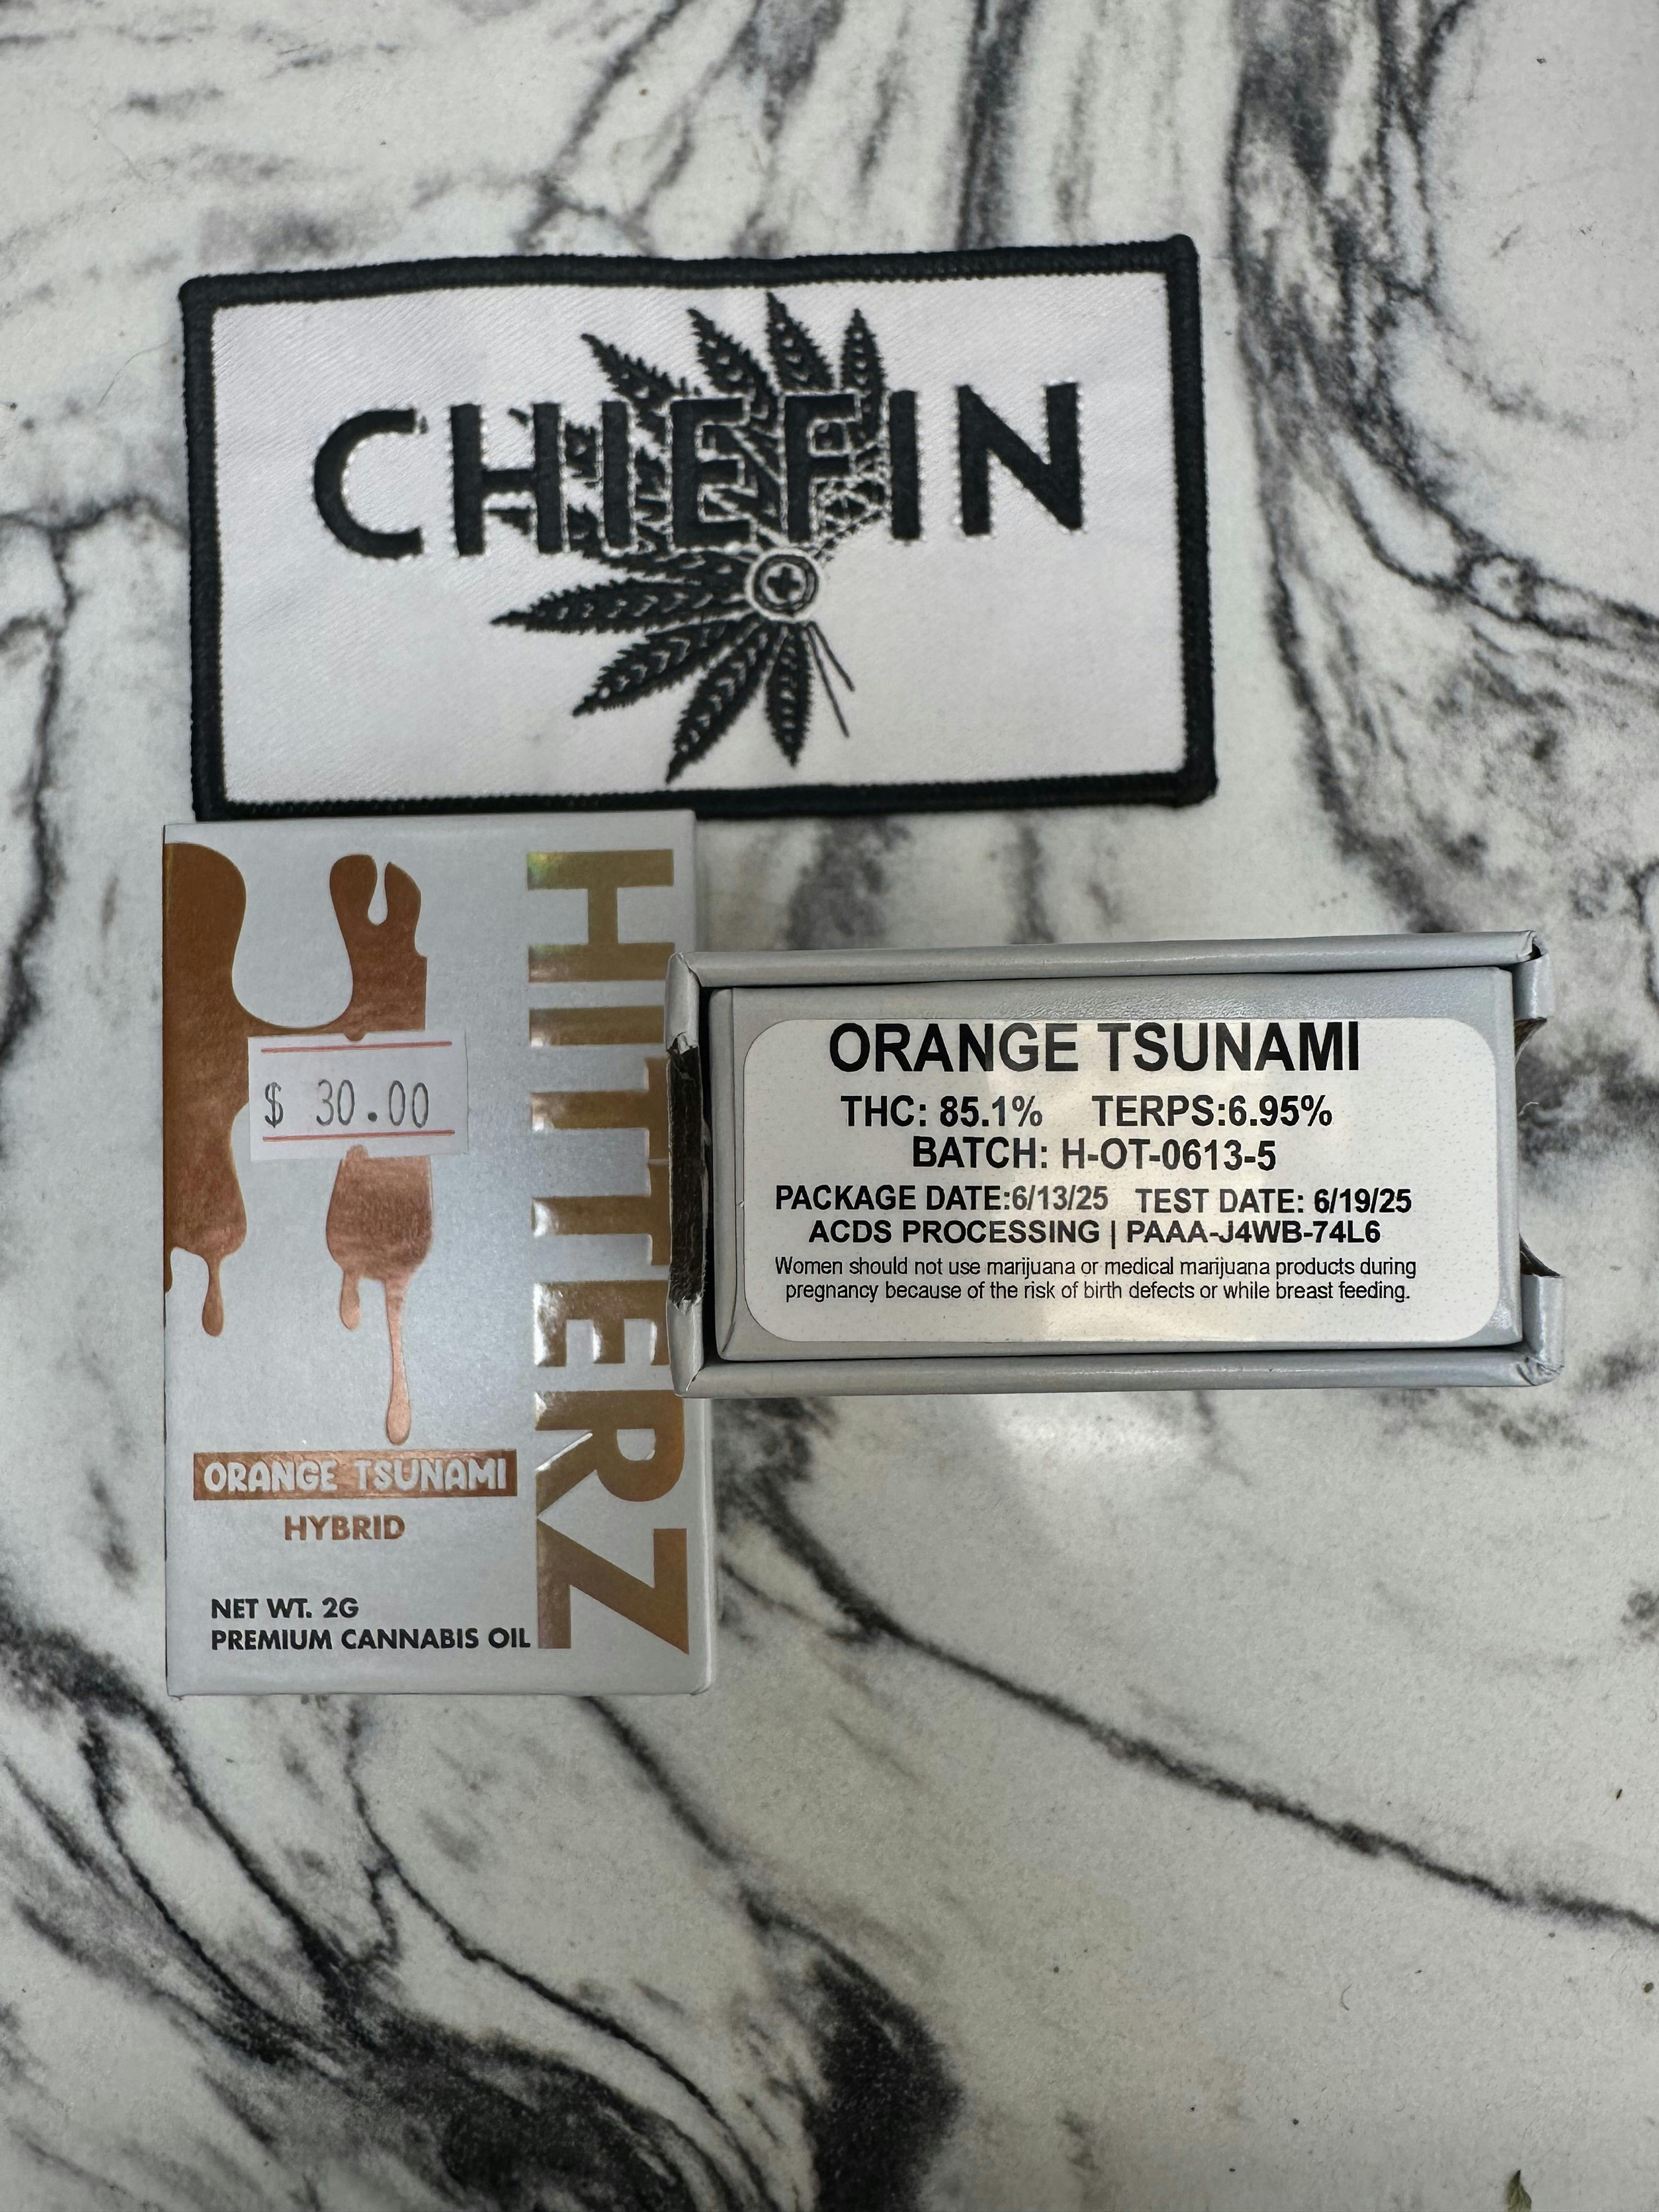 CHIEFIN
HITTERZ
$ 30.00
ORANGE TSUNAMI
HYBRID
NET WT. 2G
PREMIUM CANNABIS OIL
ORANGE TSUNAMI
THC: 85.1% TERPS:6.95%
BATCH: H-OT-0613-5
PACKAGE DATE:6/13/25 TEST DATE: 6/19/25
ACDS PROCESSING | PAAA-J4WB-74L6
Women should not use marijuana or medical marijuana products during
pregnancy because of the risk of birth defects or while breast feeding.